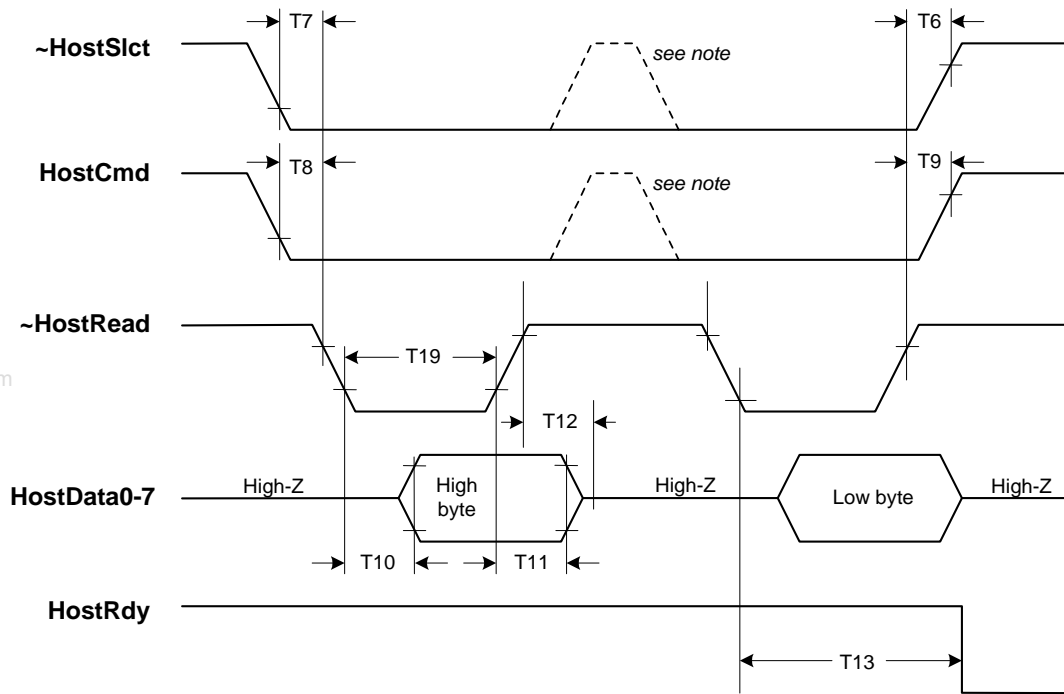 T7
T6
~HostSlct
see note
T8
T9
HostCmd
see note
~HostRead
T19
m
T12
HostData0-7
High-Z
High
byte
High-Z
Low byte
High-Z
T10
T11
HostRdy
T13